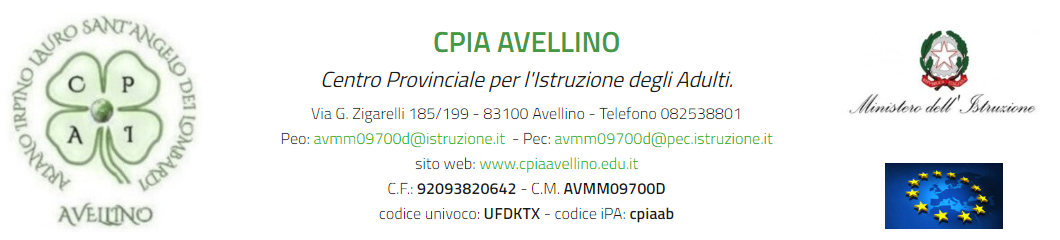 ARIANO IRPINO LAURO SANT'ANGELO DEI LOMBARDI
C P
A I
AVELLINO
CPIA AVELLINO
Centro Provinciale per l'Istruzione degli Adulti.
Via G. Zigarelli 185/199 - 83100 Avellino - Telefono 082538801
Peo: avmm09700d@istruzione.it - Pec: avmm09700d@pec.istruzione.it
sito web: www.cpiaavellino.edu.it
C.F.: 92093820642 - C.M. AVMM09700D
codice univoco: UFDKTX - codice iPA: cpiaab
Ministero dell' Istruzione